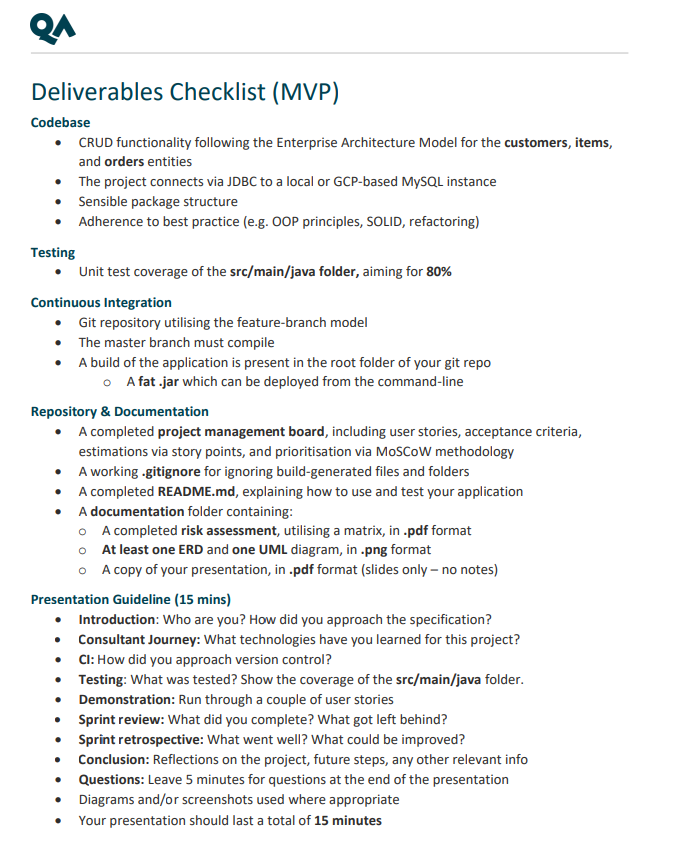 QA
Deliverables Checklist (MVP)
Codebase
• CRUD functionality following the Enterprise Architecture Model for the customers, items,
and orders entities
• The project connects via JDBC to a local or GCP-based MySQL instance
• Sensible package structure
• Adherence to best practice (e.g. OOP principles, SOLID, refactoring)
Testing
• Unit test coverage of the src/main/java folder, aiming for 80%
Continuous Integration
• Git repository utilising the feature-branch model
• The master branch must compile
• A build of the application is present in the root folder of your git repo
o A fat .jar which can be deployed from the command-line
Repository & Documentation
• A completed project management board, including user stories, acceptance criteria,
estimations via story points, and prioritisation via MoSCoW methodology
• A working .gitignore for ignoring build-generated files and folders
• A completed README.md, explaining how to use and test your application
• A documentation folder containing:
o A completed risk assessment, utilising a matrix, in .pdf format
o At least one ERD and one UML diagram, in .png format
o A copy of your presentation, in .pdf format (slides only – no notes)
Presentation Guideline (15 mins)
• Introduction: Who are you? How did you approach the specification?
• Consultant Journey: What technologies have you learned for this project?
• CI: How did you approach version control?
• Testing: What was tested? Show the coverage of the src/main/java folder.
• Demonstration: Run through a couple of user stories
• Sprint review: What did you complete? What got left behind?
• Sprint retrospective: What went well? What could be improved?
• Conclusion: Reflections on the project, future steps, any other relevant info
• Questions: Leave 5 minutes for questions at the end of the presentation
• Diagrams and/or screenshots used where appropriate
• Your presentation should last a total of 15 minutes